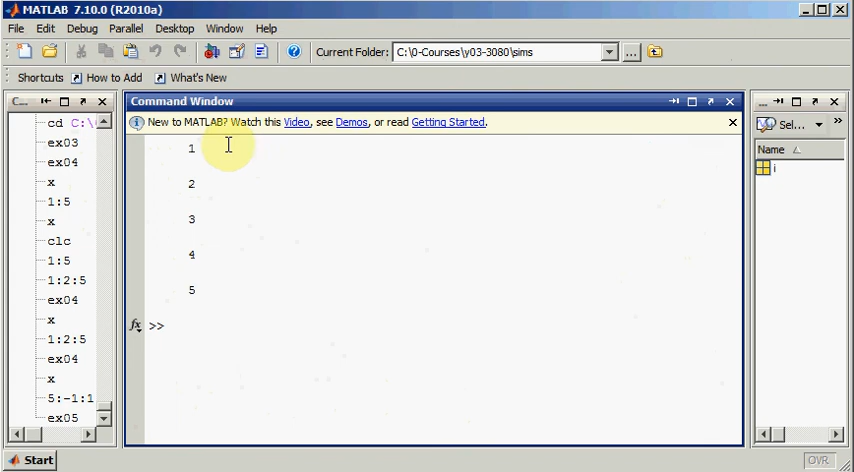 MATLAB 7.10.0 (R2010a)
File Edit Debug Parallel Desktop Window Help
Current Folder: C:\0-Courses\y03-3080\sims ...
Shortcuts How to Add What's New
C...
cd C:\
ex03
ex04
x
1:5
x
clc
1:5
1:2:5
ex04
x
1:2:5
ex04
x
5:-1:1
ex05
Command Window
New to MATLAB? Watch this Video, see Demos, or read Getting Started.
1
2
3
4
5
fx >>
...
Sel...
Name
i
Start
OVR